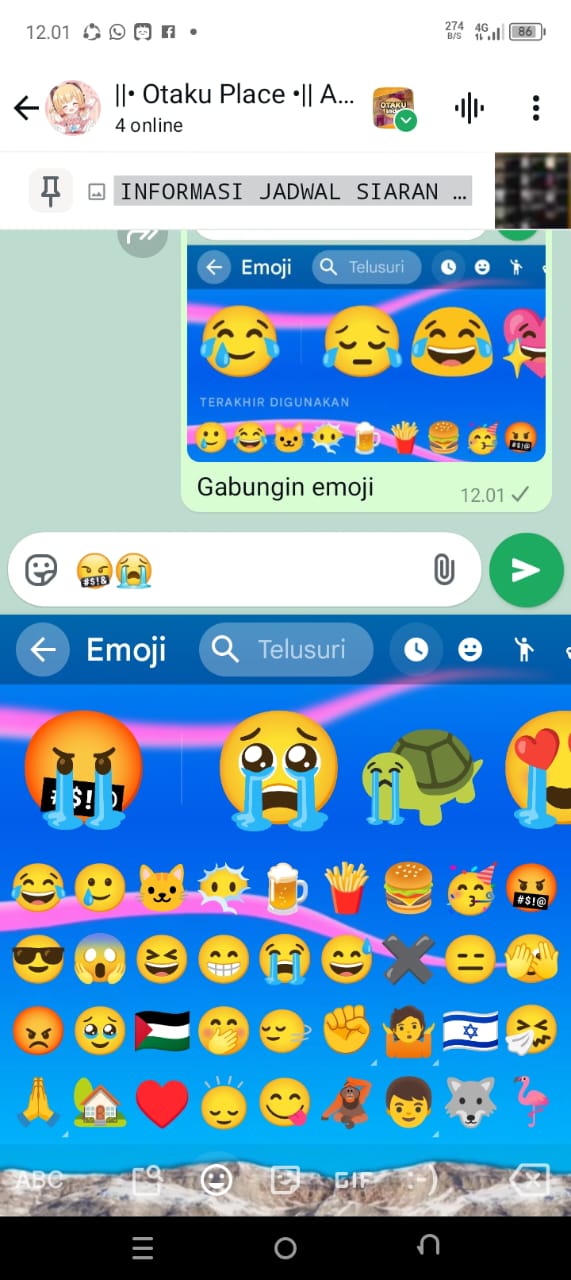 12.01
274 B/S
4G
86
||• Otaku Place •|| A...
4 online
OTAKU
INFORMASI JADWAL SIARAN ...
Emoji
Telusuri
TERAKHIR DIGUNAKAN
Gabungin emoji
12.01
Emoji
Telusuri
ABC
GIF
:-)